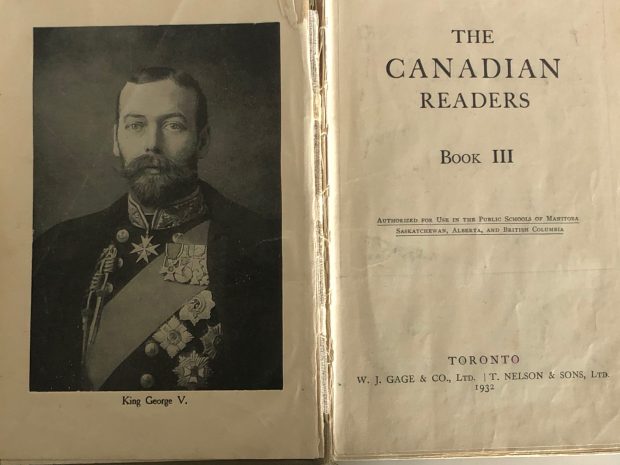 King George V.
THE
CANADIAN
READERS
BOOK III
AUTHORIZED FOR USE IN THE PUBLIC SCHOOLS OF MANITOBA
SASKATCHEWAN, ALBERTA, AND BRITISH COLUMBIA
TORONTO
W. J. GAGE & CO., LTD. | T. NELSON & SONS, LTD.
1932